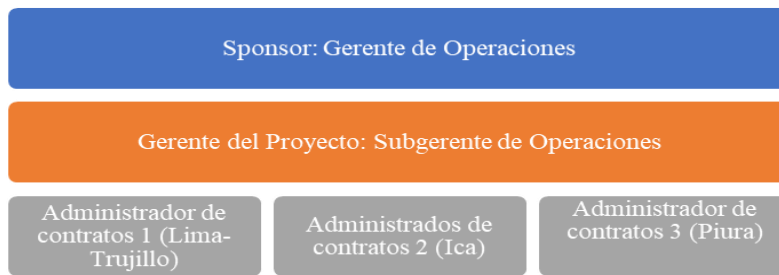 Sponsor: Gerente de Operaciones
Gerente del Proyecto: Subgerente de Operaciones
Administrador de
contratos 1 (Lima-
Trujillo)
Administrados de
contratos 2 (Ica)
Administrador de
contratos 3 (Piura)